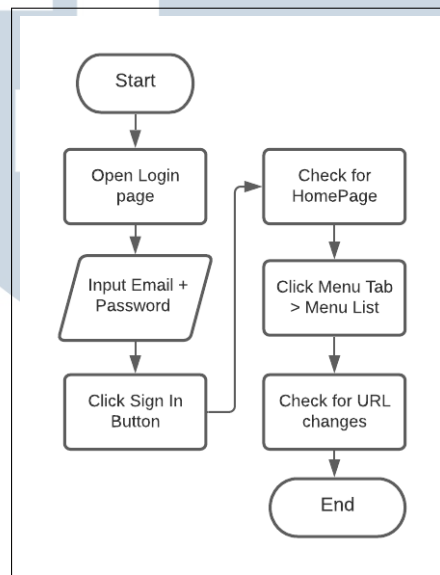 Start
Open Login
page
Input Email +
Password
Click Sign In
Button
Check for
HomePage
Click Menu Tab
> Menu List
Check for URL
changes
End